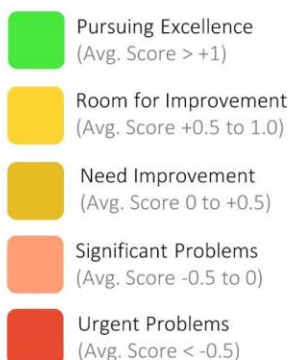 Pursuing Excellence
(Avg. Score > +1)
Room for Improvement
(Avg. Score +0.5 to 1.0)
Need Improvement
(Avg. Score 0 to +0.5)
Significant Problems
(Avg. Score -0.5 to 0)
Urgent Problems
(Avg. Score < -0.5)